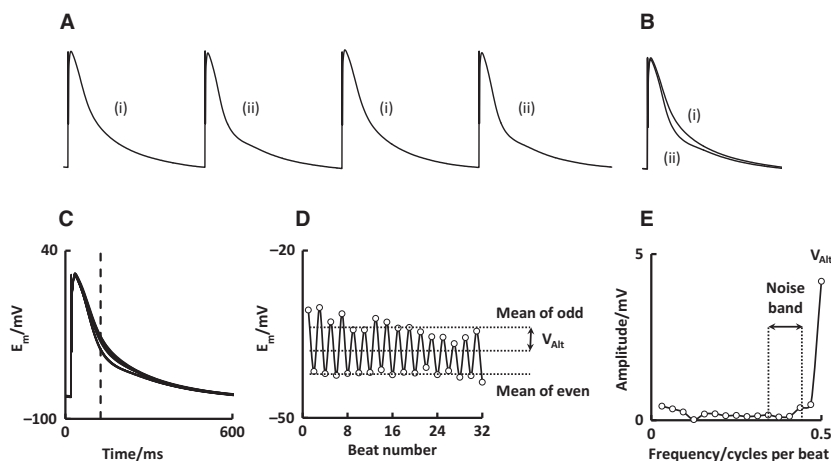 A
B
(i)
(ii)
(i)
(ii)
(i)
(ii)
C
D
E
40
E_m/mV
−100
0
600
Time/ms
−20
E_m/mV
−50
Mean of odd
V_Alt
Mean of even
0
8
16
24
32
Beat number
5
Amplitude/mV
0
V_Alt
Noise
band
0
0.5
Frequency/cycles per beat